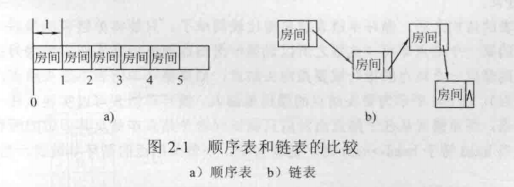 1
房间 房间 房间 房间 房间
0 1 2 3 4 5
a)
房间
房间
房间
房间 ∧
b)
图 2-1 顺序表和链表的比较
a) 顺序表 b) 链表